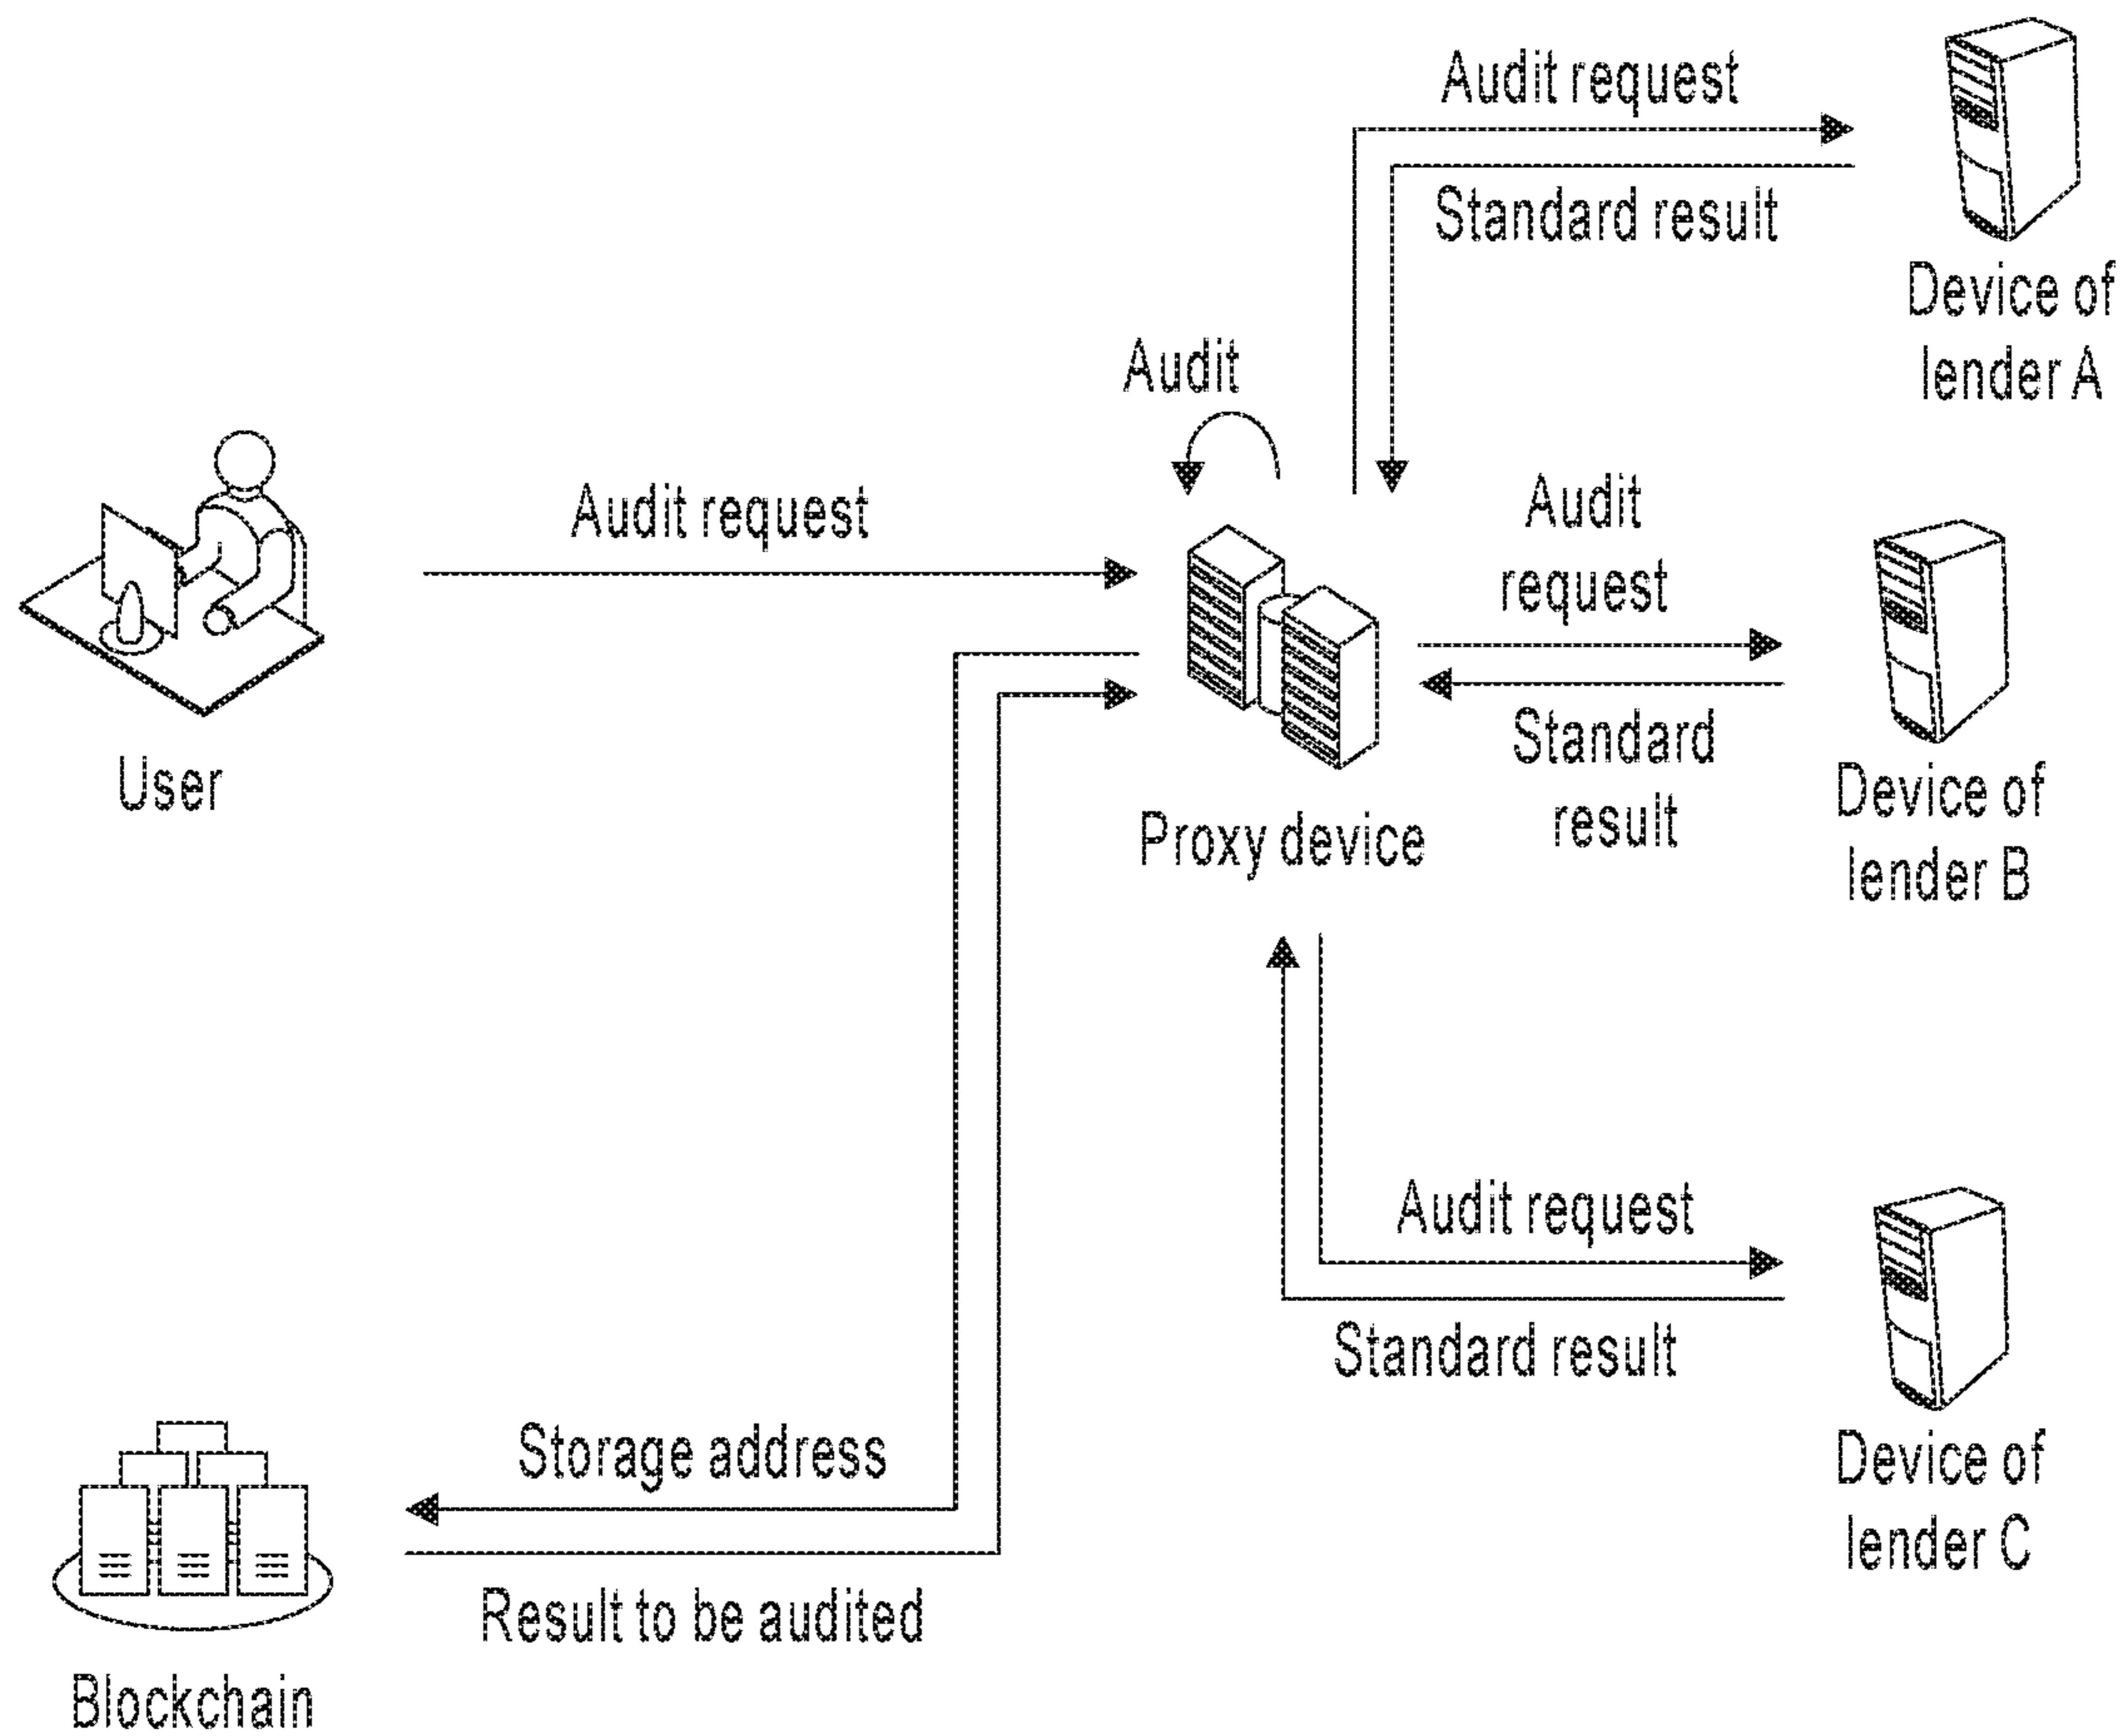 Audit request
Standard result
Device of
lender A
Audit
Audit request
User
Proxy device
Audit
request
Standard
result
Device of
lender B
Audit request
Standard result
Device of
lender C
Storage address
Result to be audited
Blockchain